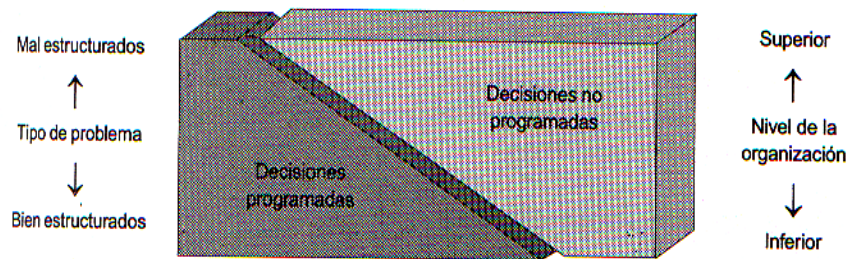 Mal estructurados
Tipo de problema
Bien estructurados
Decisiones no
programadas
Decisiones
programadas
Superior
Nivel de la
organización
Inferior